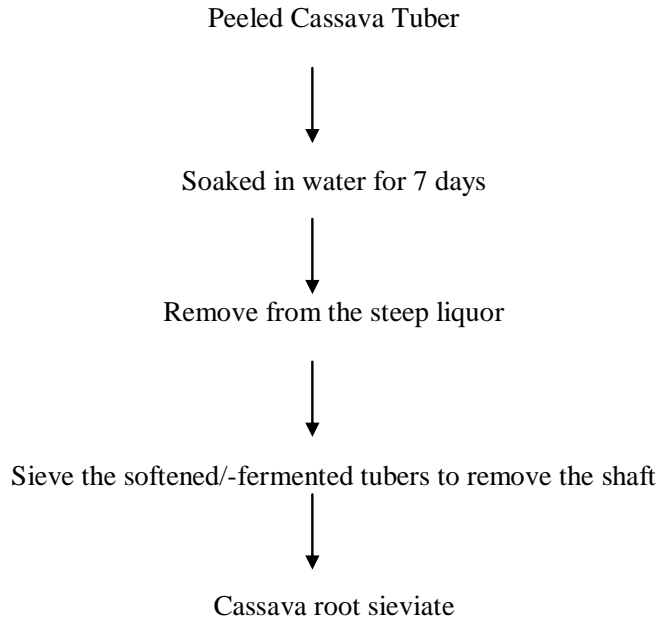 Peeled Cassava Tuber
Soaked in water for 7 days
Remove from the steep liquor
Sieve the softened/-fermented tubers to remove the shaft
Cassava root sieviate